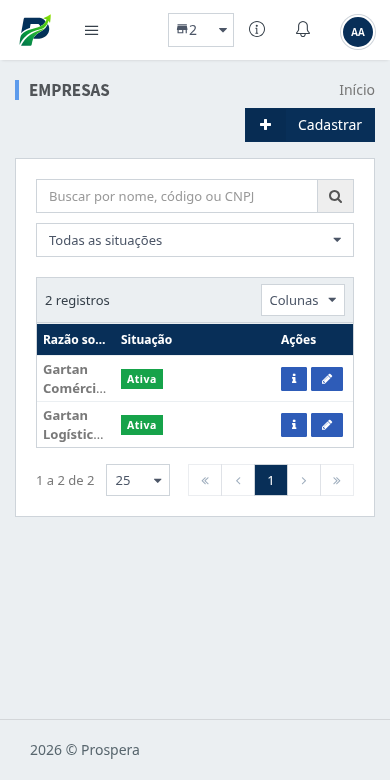 2
AA
EMPRESAS
Início
Cadastrar
Buscar por nome, código ou CNPJ
Todas as situações
2 registros
Colunas
Razão so...
Situação
Ações
Gartan
Comérci...
Ativa
Gartan
Logístic...
Ativa
1 a 2 de 2
25
«
‹
1
›
»
2026 © Prospera